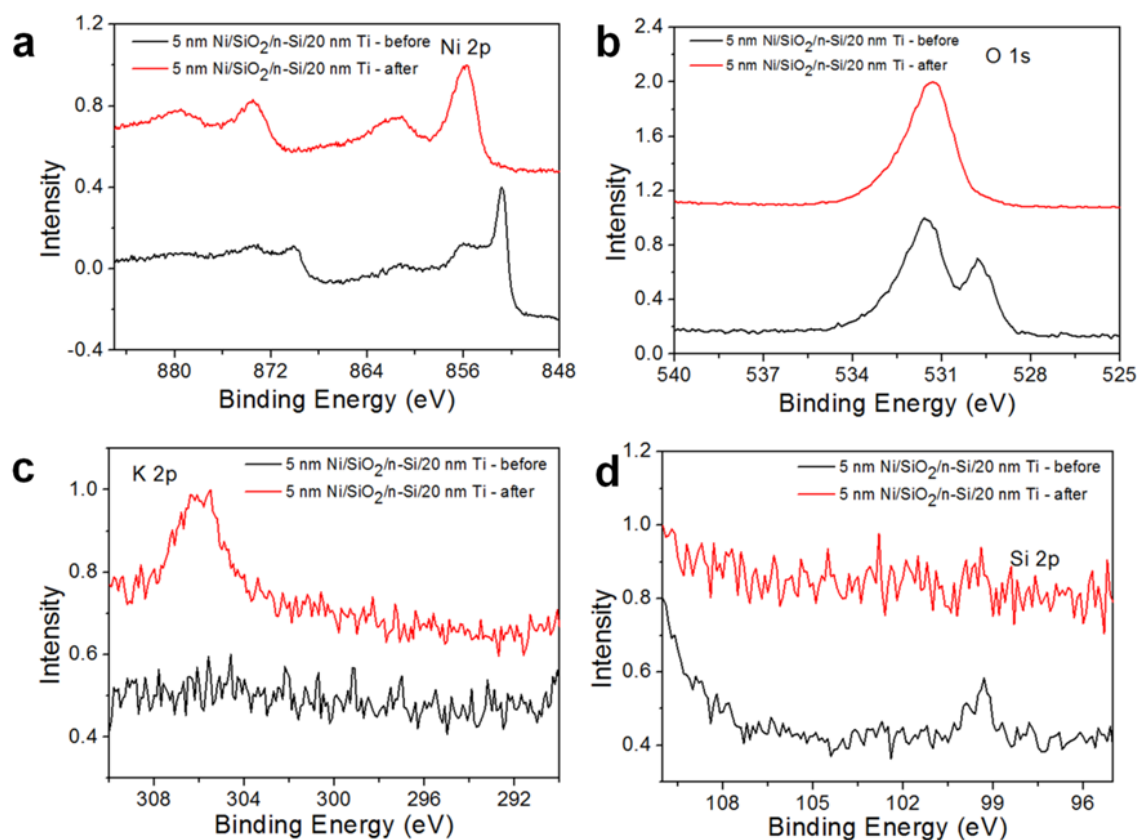 a
5 nm Ni/SiO2/n-Si/20 nm Ti - before
5 nm Ni/SiO2/n-Si/20 nm Ti - after
Ni 2p
1.2
0.8
0.4
0.0
-0.4
Intensity
880 872 864 856 848
Binding Energy (eV)
b
5 nm Ni/SiO2/n-Si/20 nm Ti - before
5 nm Ni/SiO2/n-Si/20 nm Ti - after
O 1s
2.4
2.0
1.6
1.2
0.8
0.4
0.0
Intensity
540 537 534 531 528 525
Binding Energy (eV)
c
K 2p
5 nm Ni/SiO2/n-Si/20 nm Ti - before
5 nm Ni/SiO2/n-Si/20 nm Ti - after
1.0
0.8
0.6
0.4
Intensity
308 304 300 296 292
Binding Energy (eV)
d
5 nm Ni/SiO2/n-Si/20 nm Ti - before
5 nm Ni/SiO2/n-Si/20 nm Ti - after
Si 2p
1.2
1.0
0.8
0.6
0.4
Intensity
108 105 102 99 96
Binding Energy (eV)